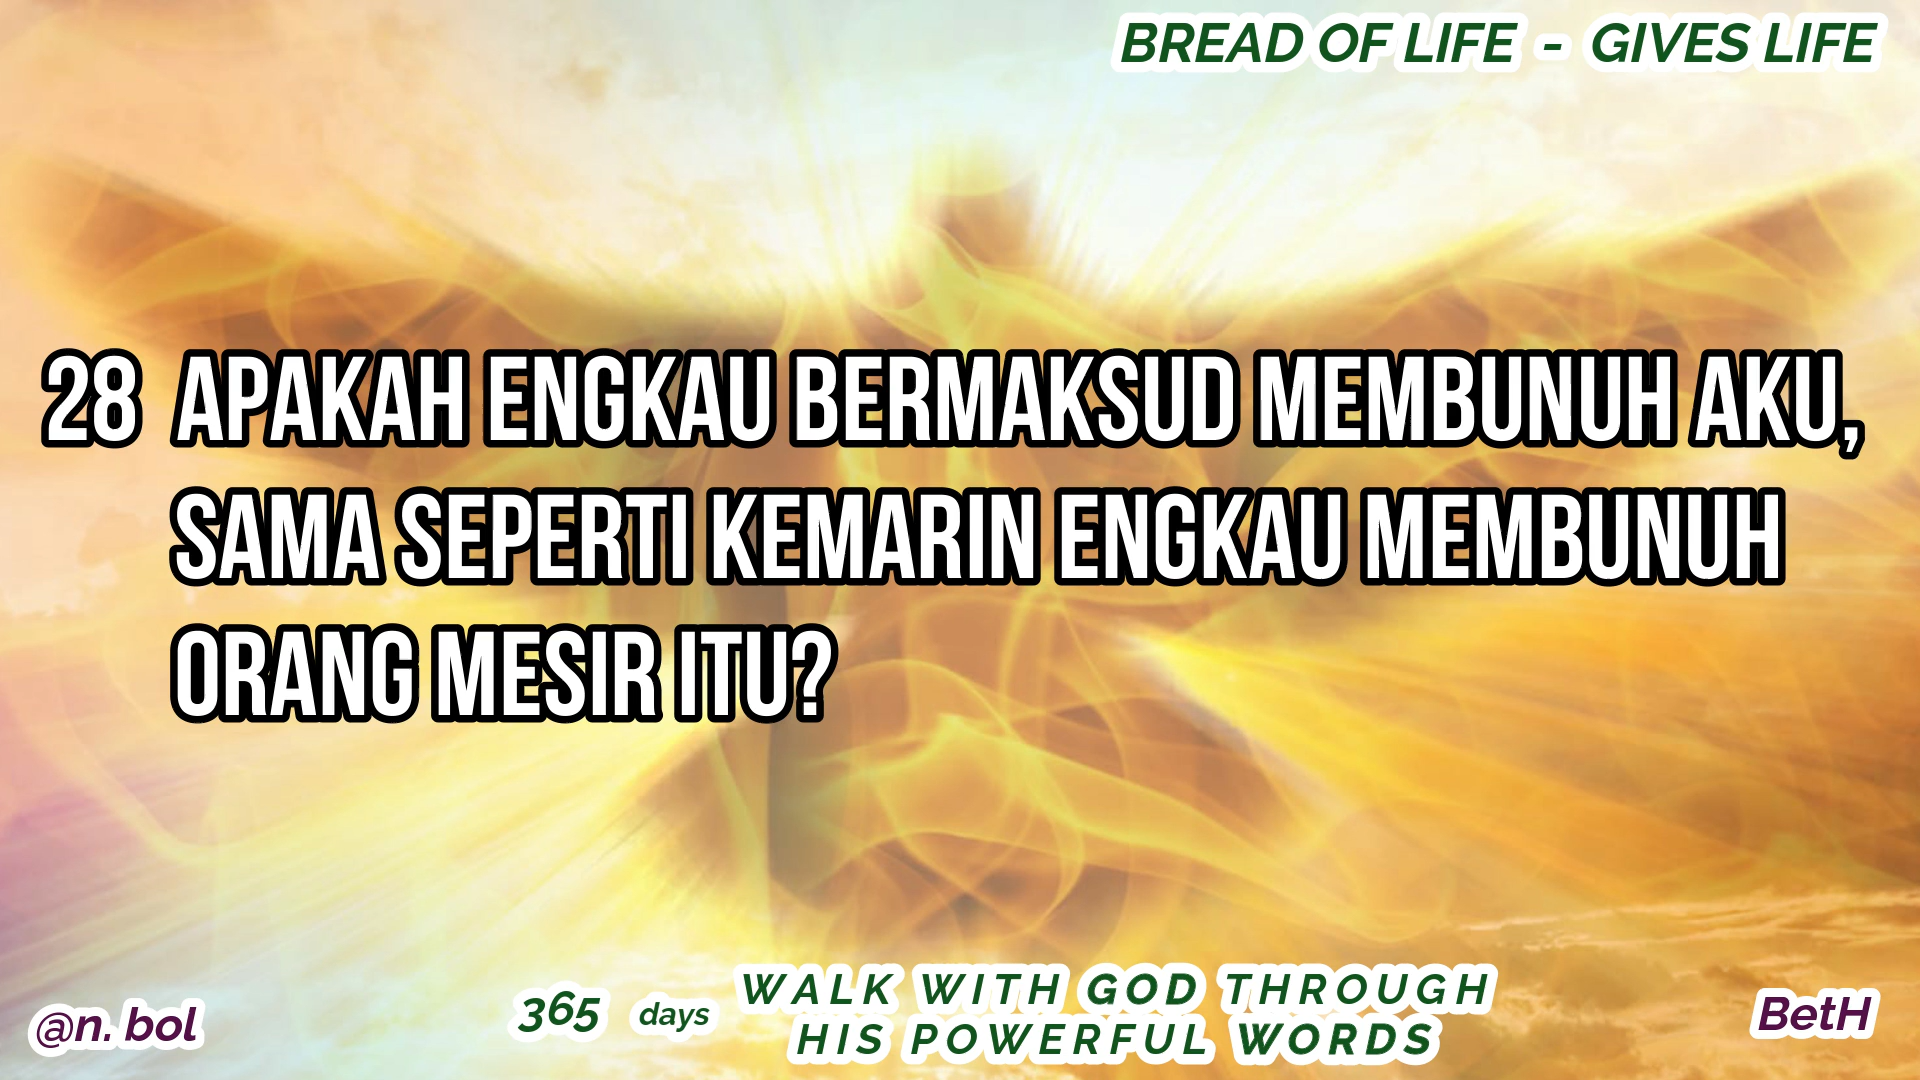 BREAD OF LIFE - GIVES LIFE
28 APAKAH ENGKAU BERMAKSUD MEMBUNUH AKU,
SAMA SEPERTI KEMARIN ENGKAU MEMBUNUH
ORANG MESIR ITU?
@n. bol
365 days
WALK WITH GOD THROUGH
HIS POWERFUL WORDS
BetH